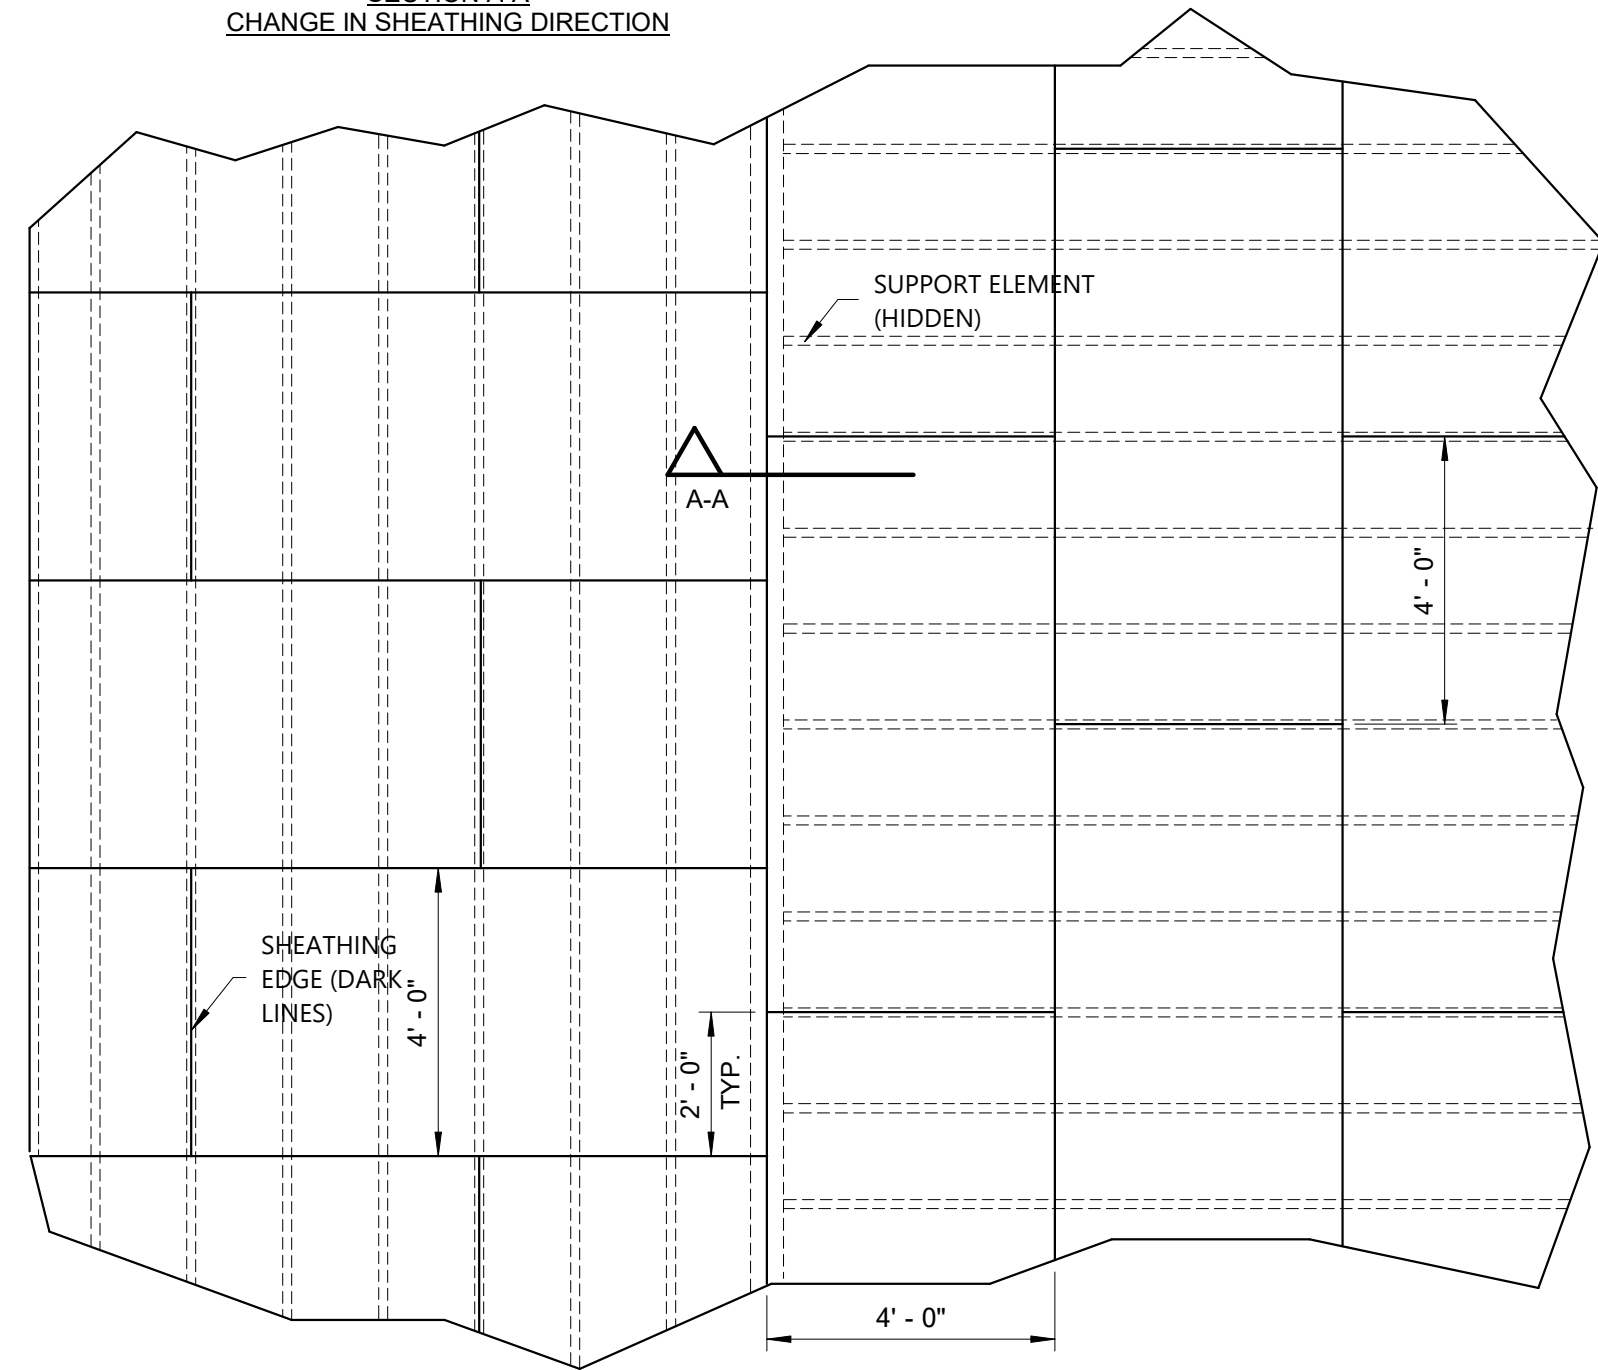 SECTION A-A
CHANGE IN SHEATHING DIRECTION
SUPPORT ELEMENT
(HIDDEN)
A-A
4' - 0"
SHEATHING
EDGE (DARK
LINES)
4' - 0"
2' - 0"
TYP.
4' - 0"